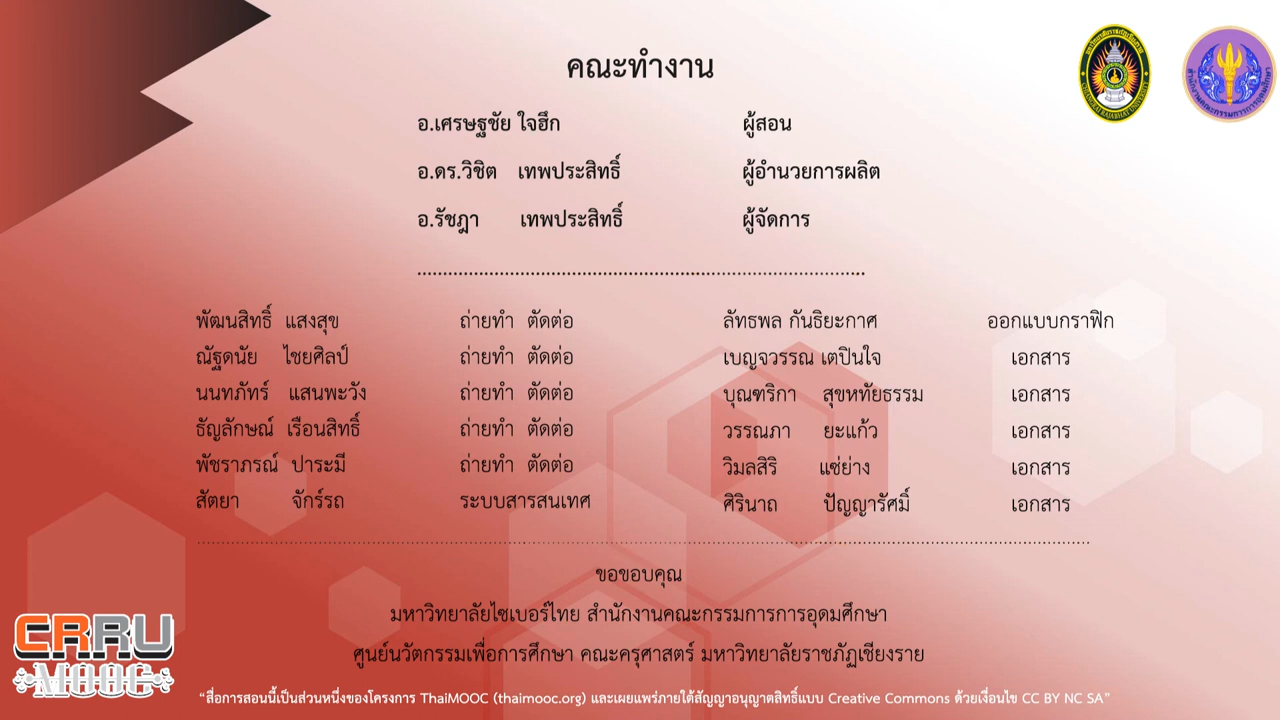 คณะทำงาน
อ.เศรษฐชัย ใจฮึก ผู้สอน
อ.ดร.วิชิต เทพประสิทธิ์ ผู้อำนวยการผลิต
อ.รัชฎา เทพประสิทธิ์ ผู้จัดการ
พัฒนสิทธิ์ แสงสุข ถ่ายทำ ตัดต่อ ลัทธพล กันธิยะกาศ ออกแบบกราฟิก
ณัฐดนัย ไชยศิลป์ ถ่ายทำ ตัดต่อ เบญจวรรณ เตปินใจ เอกสาร
นนทภัทร์ แสนพะวัง ถ่ายทำ ตัดต่อ บุณฑริกา สุขหทัยธรรม เอกสาร
ธัญลักษณ์ เรือนสิทธิ์ ถ่ายทำ ตัดต่อ วรรณภา ยะแก้ว เอกสาร
พัชราภรณ์ ปาระมี ถ่ายทำ ตัดต่อ วิมลสิริ แซ่ย่าง เอกสาร
สัตยา จักร์รถ ระบบสารสนเทศ ศิรินาถ ปัญญารัศมิ์ เอกสาร
ขอขอบคุณ
มหาวิทยาลัยไซเบอร์ไทย สำนักงานคณะกรรมการการอุดมศึกษา
ศูนย์นวัตกรรมเพื่อการศึกษา คณะครุศาสตร์ มหาวิทยาลัยราชภัฏเชียงราย
CRRU
MOOC
“สื่อการสอนนี้เป็นส่วนหนึ่งของโครงการ ThaiMOOC (thaimooc.org) และเผยแพร่ภายใต้สัญญาอนุญาตสิทธิ์แบบ Creative Commons ด้วยเงื่อนไข CC BY NC SA”